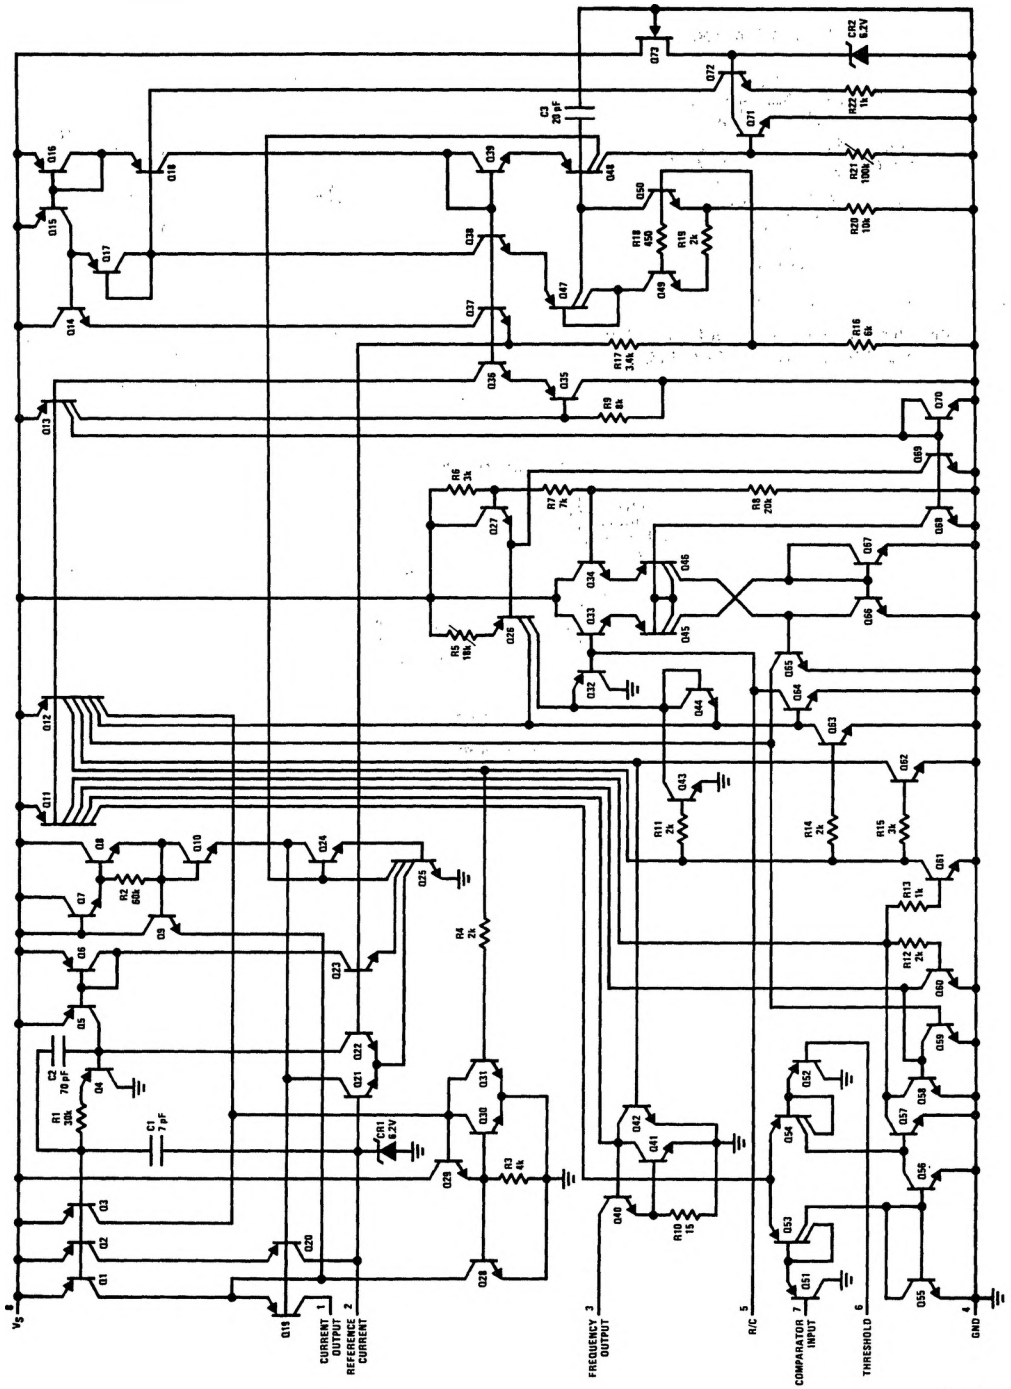 VS 8
CURRENT OUTPUT 1
REFERENCE CURRENT 2
FREQUENCY OUTPUT 3
R/C 5
COMPARATOR INPUT 7
THRESHOLD 6
GND 4
Q1
Q2
Q3
R1
30k
C2
70 pF
Q4
Q5
Q6
Q7
Q8
R2
60k
Q9
Q10
Q11
Q12
Q13
Q14
Q15
Q16
Q17
Q18
C1
7 pF
Q19
Q20
CR1
6.2V
Q21
Q22
Q23
Q24
Q25
Q28
Q29
R3
4k
Q30
Q31
R4
2k
R5
18k
Q26
Q27
R6
3k
R7
7k
R8
20k
Q32
Q33
Q34
Q35
R9
8k
Q36
Q37
Q38
Q39
C3
20 pF
Q73
Q40
Q41
Q42
R10
15
Q43
R11
2k
Q44
Q45
Q46
R17
3.4k
R16
6k
Q47
Q48
Q49
Q50
R18
450
R19
2k
R20
10k
R21
100k
Q71
Q72
R22
1k
CR2
6.2V
Q51
Q53
Q54
Q52
Q55
Q56
Q57
Q58
Q59
Q60
R12
2k
R13
1k
Q61
Q62
R15
3k
R14
2k
Q63
Q64
Q65
Q66
Q67
Q68
Q69
Q70